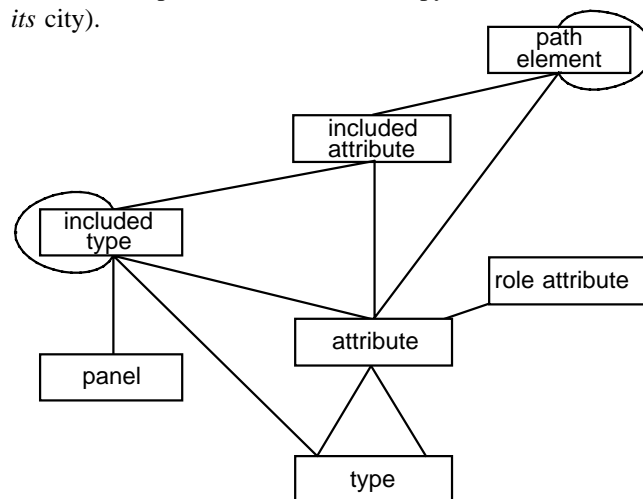 its city).
path
element
included
attribute
included
type
role attribute
attribute
panel
type